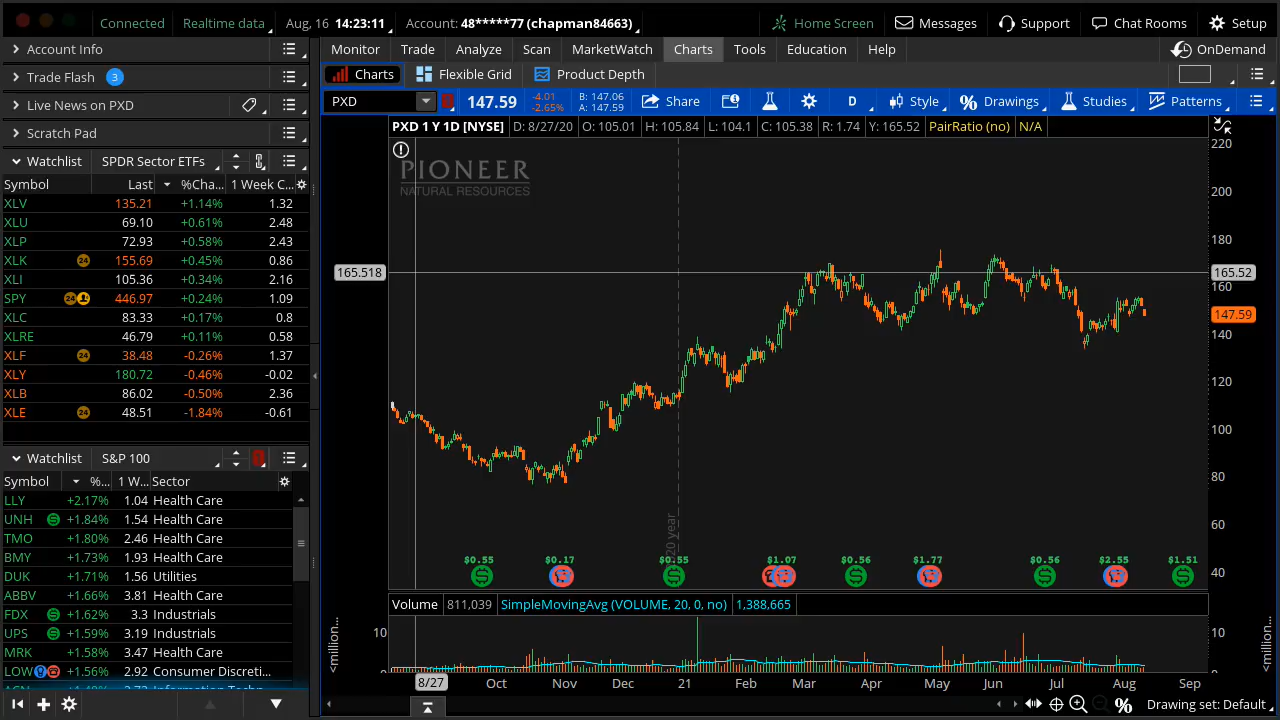 Connected Realtime data Aug, 16 14:23:11 Account: 48*****77 (chapman84663) Home Screen Messages Support Chat Rooms Setup
Account Info
Trade Flash 3
Live News on PXD
Scratch Pad
Watchlist SPDR Sector ETFs
Symbol Last %Cha... 1 Week C...
XLV 135.21 +1.14% 1.32
XLU 69.10 +0.61% 2.48
XLP 72.93 +0.58% 2.43
XLK 24 155.69 +0.45% 0.86
XLI 105.36 +0.34% 2.16
SPY 24 446.97 +0.24% 1.09
XLC 83.33 +0.17% 0.8
XLRE 46.79 +0.11% 0.58
XLF 24 38.48 -0.26% 1.37
XLY 180.72 -0.46% -0.02
XLB 86.02 -0.50% 2.36
XLE 24 48.51 -1.84% -0.61
Watchlist S&P 100 1
Symbol %... 1 W... Sector
LLY +2.17% 1.04 Health Care
UNH +1.84% 1.54 Health Care
TMO +1.80% 2.46 Health Care
BMY +1.73% 1.93 Health Care
DUK +1.71% 1.56 Utilities
ABBV +1.66% 3.81 Health Care
FDX +1.62% 3.3 Industrials
UPS +1.59% 3.19 Industrials
MRK +1.58% 3.47 Health Care
LOW +1.56% 2.92 Consumer Discreti...
Monitor Trade Analyze Scan MarketWatch Charts Tools Education Help OnDemand
Charts Flexible Grid Product Depth
PXD 147.59 -4.01 -2.65% B: 147.06 A: 147.59 Share D Style Drawings Studies Patterns
PXD 1 Y 1D [NYSE] D: 8/27/20 O: 105.01 H: 105.84 L: 104.1 C: 105.38 R: 1.74 Y: 165.52 PairRatio (no) N/A
PIONEER
NATURAL RESOURCES
220
200
180
165.518 165.52
160
147.59
140
120
100
80
60
40
20 year
$0.55 $0.17 $0.55 $1.07 $0.56 $1.77 $0.56 $2.55 $1.51
Volume 811,039 SimpleMovingAvg (VOLUME, 20, 0, no) 1,388,665
10 10
0 0
<million... <million...
8/27 Oct Nov Dec 21 Feb Mar Apr May Jun Jul Aug Sep
Drawing set: Default